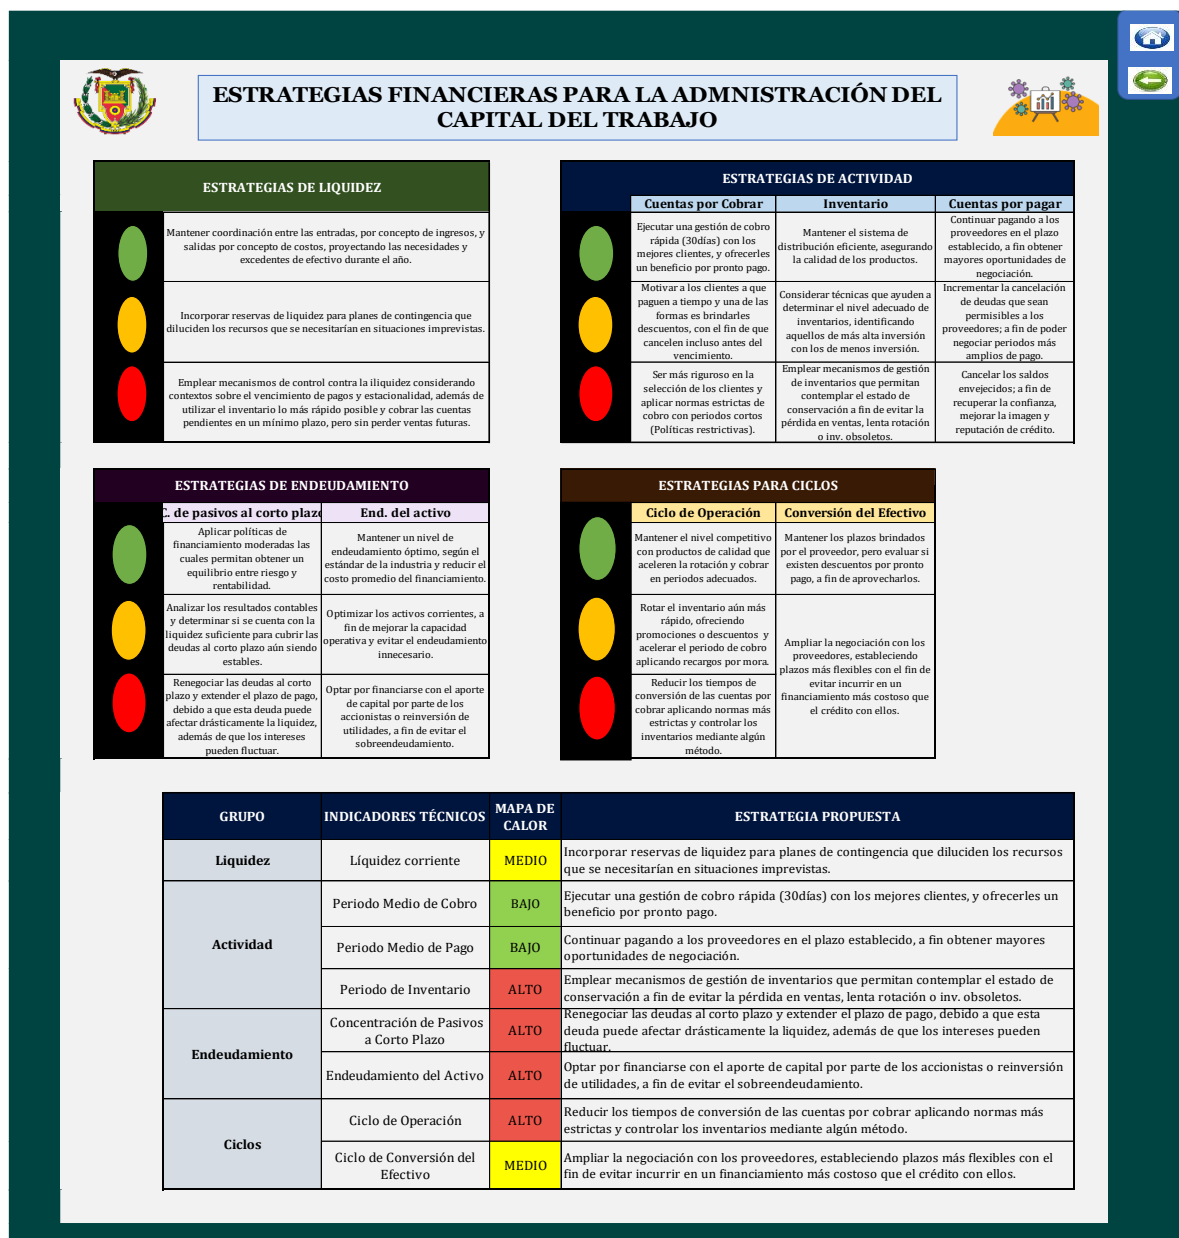 ESTRATEGIAS FINANCIERAS PARA LA ADMNISTRACIÓN DEL
CAPITAL DEL TRABAJO
ESTRATEGIAS DE LIQUIDEZ
Mantener coordinación entre las entradas, por concepto de ingresos, y
salidas por concepto de costos, proyectando las necesidades y
excedentes de efectivo durante el año.
Incorporar reservas de liquidez para planes de contingencia que
diluciden los recursos que se necesitarían en situaciones imprevistas.
Emplear mecanismos de control contra la iliquidez considerando
contextos sobre el vencimiento de pagos y estacionalidad, además de
utilizar el inventario lo más rápido posible y cobrar las cuentas
pendientes en un mínimo plazo, pero sin perder ventas futuras.
ESTRATEGIAS DE ACTIVIDAD
Cuentas por Cobrar
Inventario
Cuentas por pagar
Ejecutar una gestión de cobro
rápida (30días) con los
mejores clientes, y ofrecerles
un beneficio por pronto pago.
Mantener el sistema de
distribución eficiente, asegurando
la calidad de los productos.
Continuar pagando a los
proveedores en el plazo
establecido, a fin obtener
mayores oportunidades de
negociación.
Motivar a los clientes a que
paguen a tiempo y una de las
formas es brindarles
descuentos, con el fin de que
cancelen incluso antes del
vencimiento.
Considerar técnicas que ayuden a
determinar el nivel adecuado de
inventarios, identificando
aquellos de más alta inversión
con los de menos inversión.
Incrementar la cancelación
de deudas que sean
permisibles a los
proveedores; a fin de poder
negociar periodos más
amplios de pago.
Ser más riguroso en la
selección de los clientes y
aplicar normas estrictas de
cobro con periodos cortos
(Políticas restrictivas).
Emplear mecanismos de gestión
de inventarios que permitan
contemplar el estado de
conservación a fin de evitar la
pérdida en ventas, lenta rotación
o inv. obsoletos.
Cancelar los saldos
envejecidos; a fin de
recuperar la confianza,
mejorar la imagen y
reputación de crédito.
ESTRATEGIAS DE ENDEUDAMIENTO
C. de pasivos al corto plazo
End. del activo
Aplicar políticas de
financiamiento moderadas las
cuales permitan obtener un
equilibrio entre riesgo y
rentabilidad.
Mantener un nivel de
endeudamiento óptimo, según el
estándar de la industria y reducir el
costo promedio del financiamiento.
Analizar los resultados contables
y determinar si se cuenta con la
liquidez suficiente para cubrir las
deudas al corto plazo aún siendo
estables.
Optimizar los activos corrientes, a
fin de mejorar la capacidad
operativa y evitar el endeudamiento
innecesario.
Renegociar las deudas al corto
plazo y extender el plazo de pago,
debido a que esta deuda puede
afectar drásticamente la liquidez,
además de que los intereses
pueden fluctuar.
Optar por financiarse con el aporte
de capital por parte de los
accionistas o reinversión de
utilidades, a fin de evitar el
sobreendeudamiento.
ESTRATEGIAS PARA CICLOS
Ciclo de Operación
Conversión del Efectivo
Mantener el nivel competitivo
con productos de calidad que
aceleren la rotación y cobrar
en periodos adecuados.
Mantener los plazos brindados
por el proveedor, pero evaluar si
existen descuentos por pronto
pago, a fin de aprovecharlos.
Rotar el inventario aún más
rápido, ofreciendo
promociones o descuentos y
acelerar el periodo de cobro
aplicando recargos por mora.
Ampliar la negociación con los
proveedores, estableciendo
plazos más flexibles con el fin de
evitar incurrir en un
financiamiento más costoso que
el crédito con ellos.
Reducir los tiempos de
conversión de las cuentas por
cobrar aplicando normas más
estrictas y controlar los
inventarios mediante algún
método.
GRUPO
INDICADORES TÉCNICOS
MAPA DE
CALOR
ESTRATEGIA PROPUESTA
Liquidez
Líquidez corriente
MEDIO
Incorporar reservas de liquidez para planes de contingencia que diluciden los recursos
que se necesitarían en situaciones imprevistas.
Actividad
Periodo Medio de Cobro
BAJO
Ejecutar una gestión de cobro rápida (30días) con los mejores clientes, y ofrecerles un
beneficio por pronto pago.
Periodo Medio de Pago
BAJO
Continuar pagando a los proveedores en el plazo establecido, a fin obtener mayores
oportunidades de negociación.
Periodo de Inventario
ALTO
Emplear mecanismos de gestión de inventarios que permitan contemplar el estado de
conservación a fin de evitar la pérdida en ventas, lenta rotación o inv. obsoletos.
Endeudamiento
Concentración de Pasivos
a Corto Plazo
ALTO
Renegociar las deudas al corto plazo y extender el plazo de pago, debido a que esta
deuda puede afectar drásticamente la liquidez, además de que los intereses pueden
fluctuar.
Endeudamiento del Activo
ALTO
Optar por financiarse con el aporte de capital por parte de los accionistas o reinversión
de utilidades, a fin de evitar el sobreendeudamiento.
Ciclos
Ciclo de Operación
ALTO
Reducir los tiempos de conversión de las cuentas por cobrar aplicando normas más
estrictas y controlar los inventarios mediante algún método.
Ciclo de Conversión del
Efectivo
MEDIO
Ampliar la negociación con los proveedores, estableciendo plazos más flexibles con el
fin de evitar incurrir en un financiamiento más costoso que el crédito con ellos.